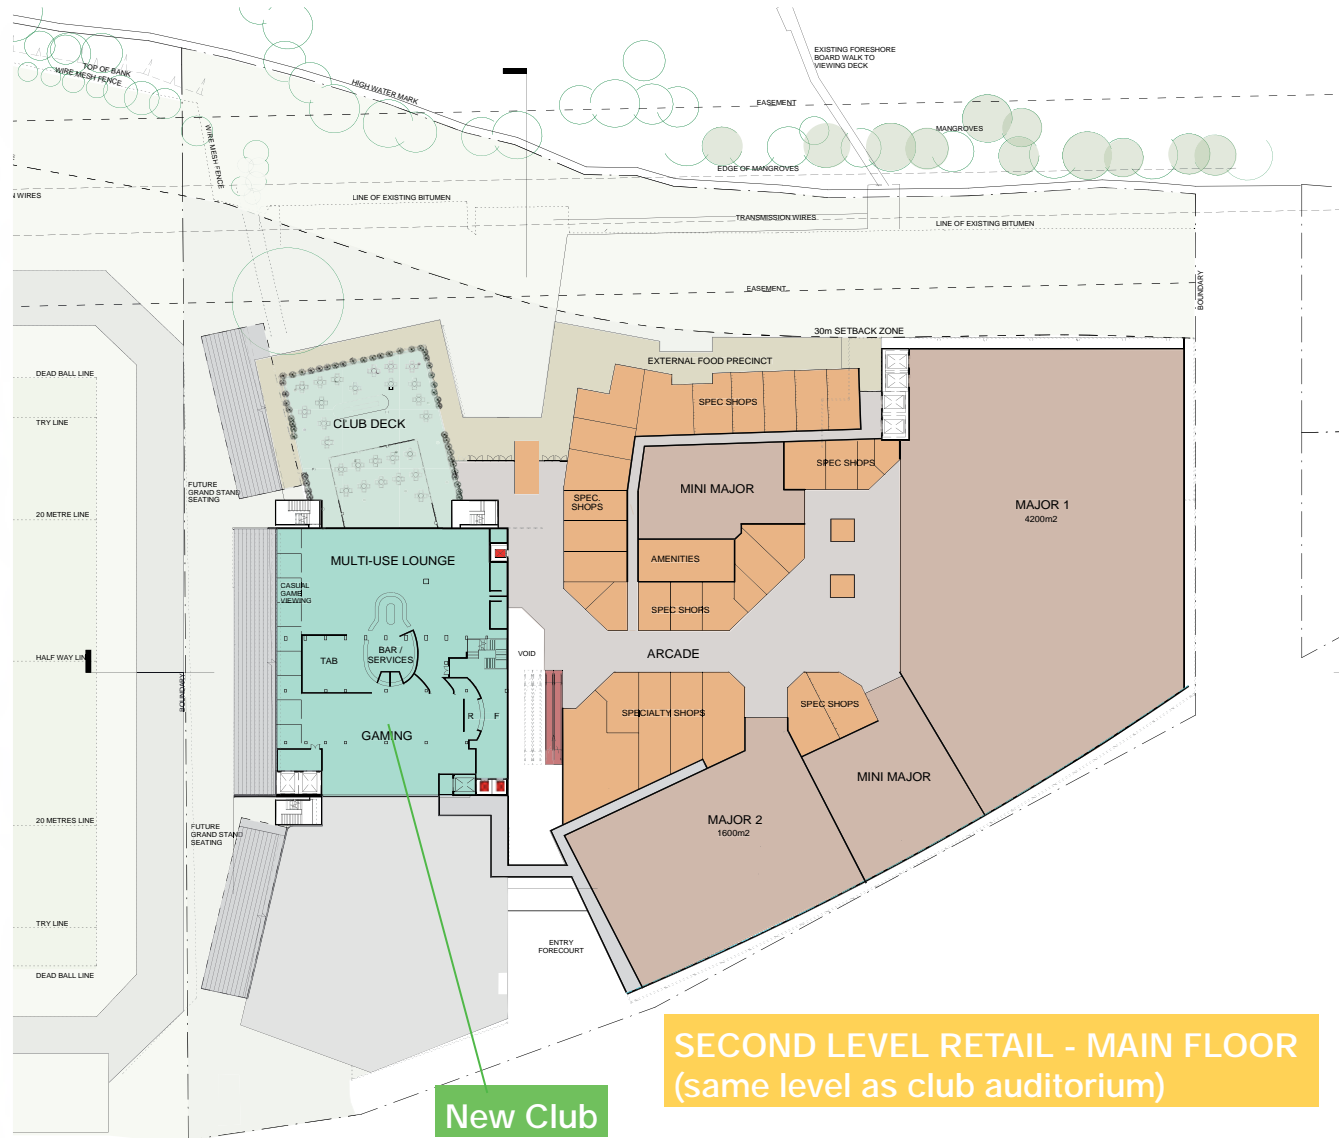 EXISTING FORESHORE
BOARD WALK TO
VIEWING DECK
TOP OF BANK
WIRE MESH FENCE
HIGH WATER MARK
EASEMENT
MANGROVES
WIRE MESH FENCE
EDGE OF MANGROVES
WIRES
LINE OF EXISTING BITUMEN
TRANSMISSION WIRES
LINE OF EXISTING BITUMEN
BOUNDARY
EASEMENT
30m SETBACK ZONE
EXTERNAL FOOD PRECINCT
DEAD BALL LINE
SPEC SHOPS
TRY LINE
CLUB DECK
SPEC SHOPS
FUTURE
GRAND STAND
SEATING
MINI MAJOR
SPEC.
SHOPS
MAJOR 1
4200m2
20 METRE LINE
MULTI-USE LOUNGE
AMENITIES
CASUAL
GAME
VIEWING
SPEC SHOPS
HALF WAY LINE
TAB
BAR /
SERVICES
VOID
ARCADE
BOUNDARY
R
F
SPECIALTY SHOPS
SPEC SHOPS
GAMING
MINI MAJOR
20 METRES LINE
FUTURE
GRAND STAND
SEATING
MAJOR 2
1600m2
TRY LINE
ENTRY
FORECOURT
DEAD BALL LINE
SECOND LEVEL RETAIL - MAIN FLOOR
(same level as club auditorium)
New Club